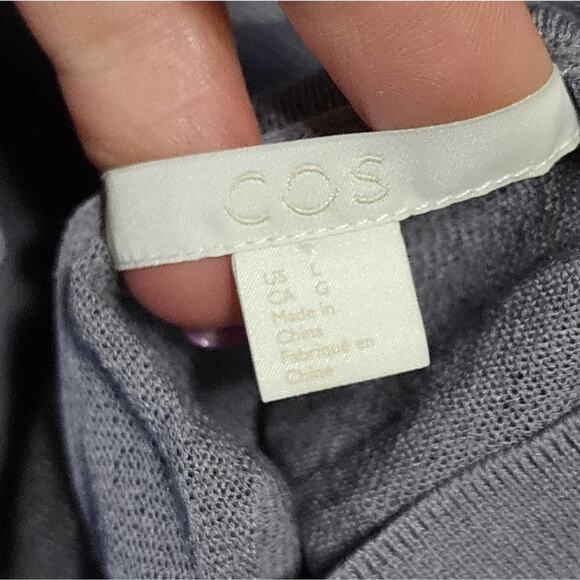 COS
US L
CA G
Made in
China
Fabriqué en
Chine